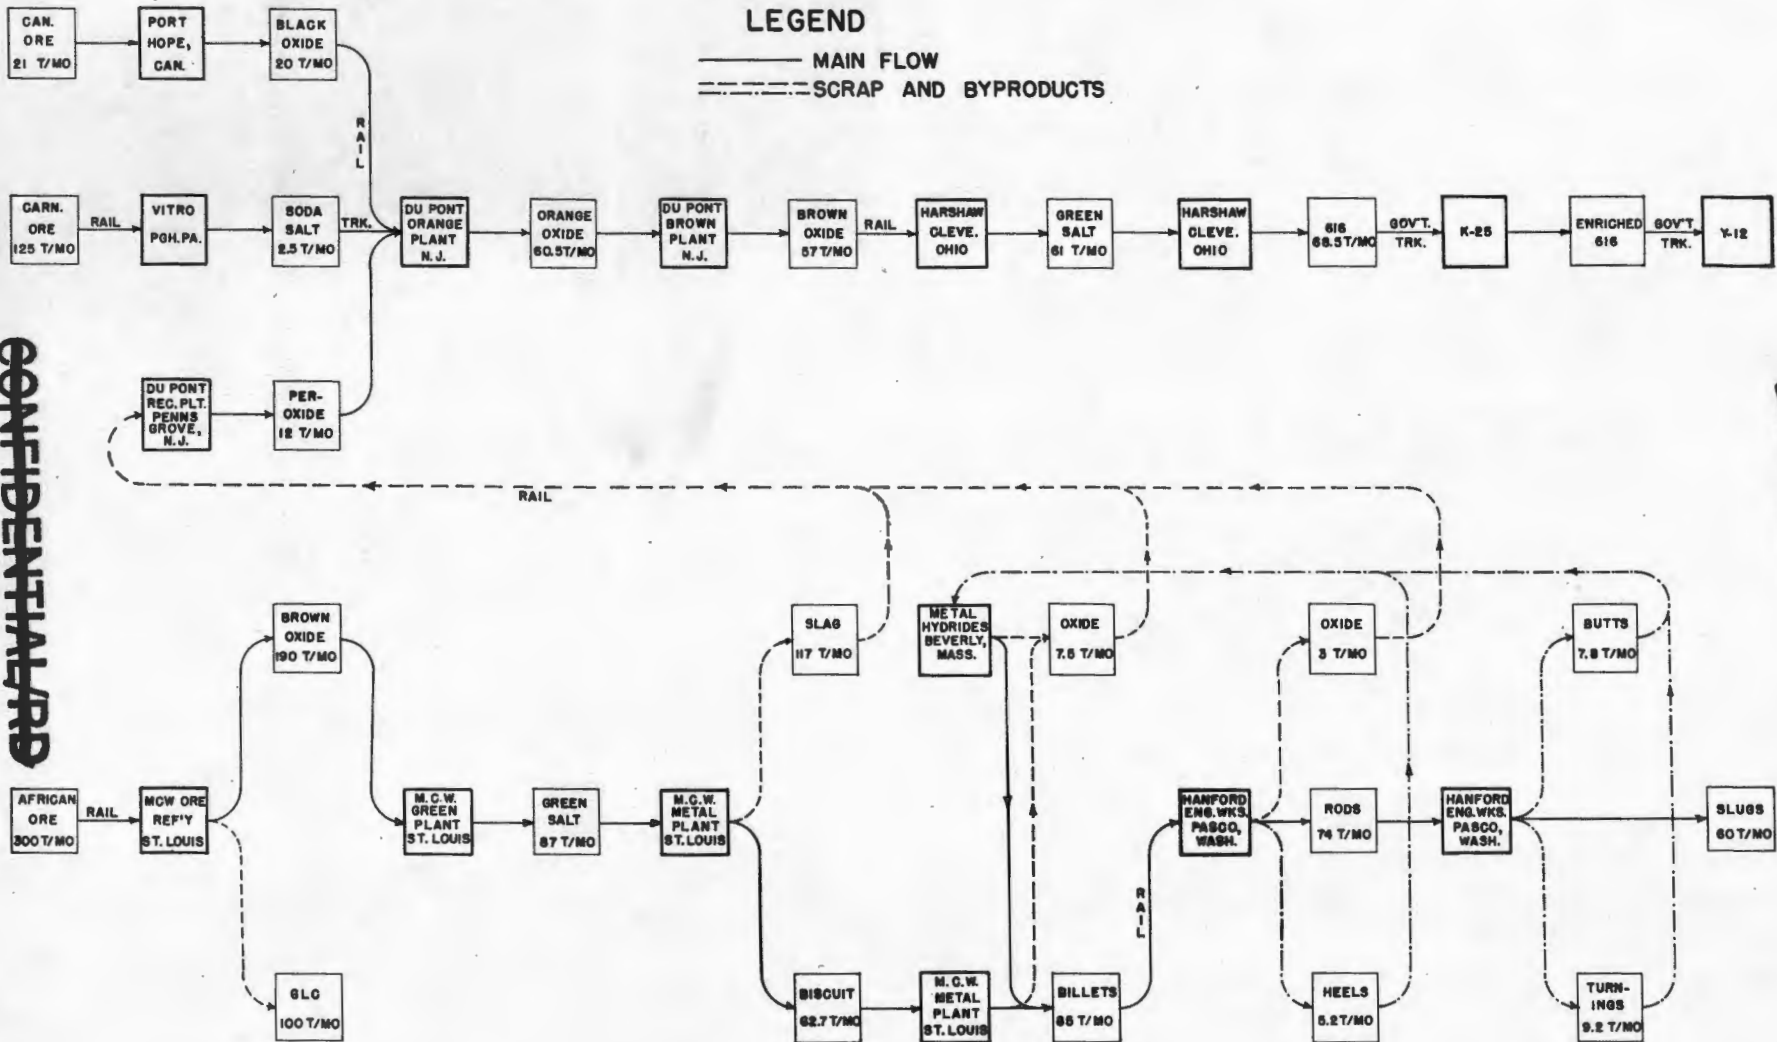 LEGEND
MAIN FLOW
SCRAP AND BYPRODUCTS
CAN.
ORE
21 T/MO
PORT
HOPE,
CAN.
BLACK
OXIDE
20 T/MO
RAIL
CARN.
ORE
125 T/MO
RAIL
VITRO
PGH.PA.
SODA
SALT
2.5 T/MO
TRK.
DU PONT
ORANGE
PLANT
N.J.
ORANGE
OXIDE
60.5T/MO
DU PONT
BROWN
PLANT
N.J.
BROWN
OXIDE
57 T/MO
RAIL
HARSHAW
CLEVE.
OHIO
GREEN
SALT
61 T/MO
HARSHAW
CLEVE.
OHIO
616
68.5T/MO
GOV'T.
TRK.
K-25
ENRICHED
616
GOV'T
TRK.
Y-12
CONFIDENTIAL/RD
DU PONT
REC. PLT.
PENNS
GROVE,
N.J.
PER-
OXIDE
12 T/MO
RAIL
BROWN
OXIDE
190 T/MO
SLAG
117 T/MO
METAL
HYDRIDES
BEVERLY,
MASS.
OXIDE
7.5 T/MO
OXIDE
3 T/MO
BUTTS
7.8 T/MO
AFRICAN
ORE
300T/MO
RAIL
MCW ORE
REF'Y
ST. LOUIS
M.C.W.
GREEN
PLANT
ST. LOUIS
GREEN
SALT
87 T/MO
M.C.W.
METAL
PLANT
ST. LOUIS
HANFORD
ENG.WKS.
PASCO,
WASH.
RODS
74 T/MO
HANFORD
ENG.WKS.
PASCO,
WASH.
SLUGS
60 T/MO
RAIL
GLC
100 T/MO
BISCUIT
62.7T/MO
M.C.W.
METAL
PLANT
ST. LOUIS
BILLETS
85 T/MO
HEELS
5.2T/MO
TURN-
INGS
9.2 T/MO